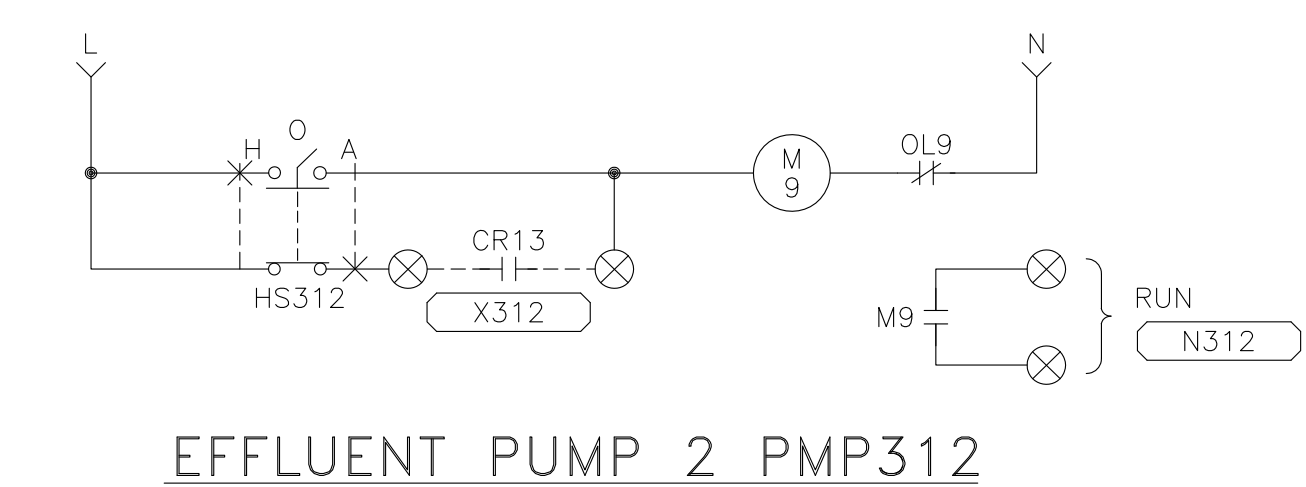 L
N
O
H
A
OL9
M
9
CR13
HS312
X312
M9
RUN
N312
EFFLUENT PUMP 2 PMP312